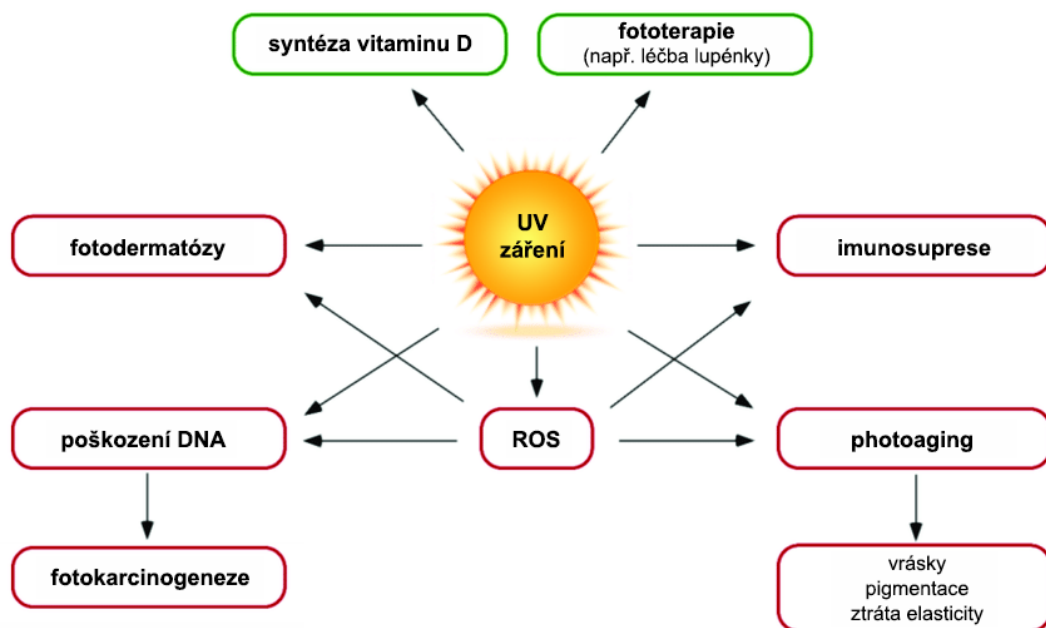 syntéza vitaminu D
fototerapie
(např. léčba lupénky)
UV
záření
fotodermatózy
imunosuprese
poškození DNA
ROS
photoaging
fotokarcinogeneze
vrásky
pigmentace
ztráta elasticity